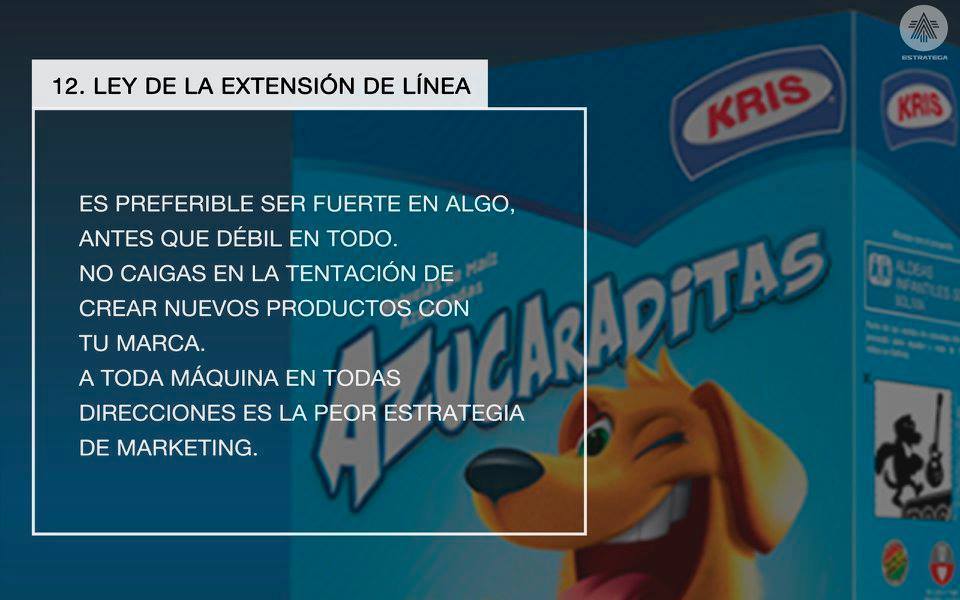 ESTRATEGA
12. LEY DE LA EXTENSIÓN DE LÍNEA
KRIS
KRIS
ES PREFERIBLE SER FUERTE EN ALGO,
ANTES QUE DÉBIL EN TODO.
NO CAIGAS EN LA TENTACIÓN DE
CREAR NUEVOS PRODUCTOS CON
TU MARCA.
A TODA MÁQUINA EN TODAS
DIRECCIONES ES LA PEOR ESTRATEGIA
DE MARKETING.
de Maíz
AZUCARADITAS
ALDEAS
INFANTILES